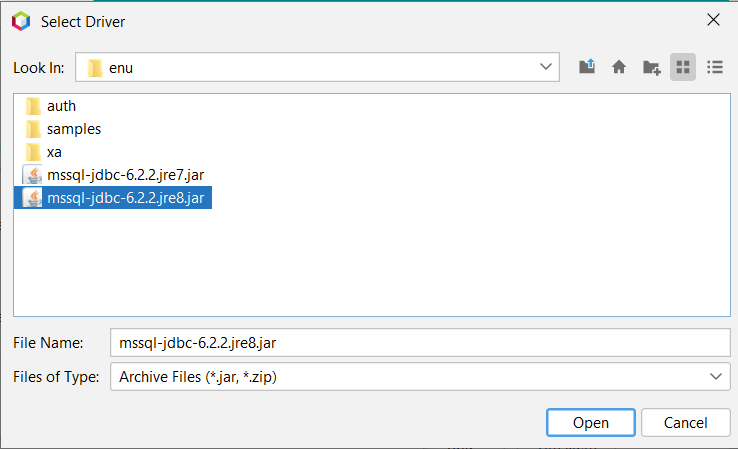 Select Driver
Look In: enu
auth
samples
xa
mssql-jdbc-6.2.2.jre7.jar
mssql-jdbc-6.2.2.jre8.jar
File Name: mssql-jdbc-6.2.2.jre8.jar
Files of Type: Archive Files (*.jar, *.zip)
Open Cancel